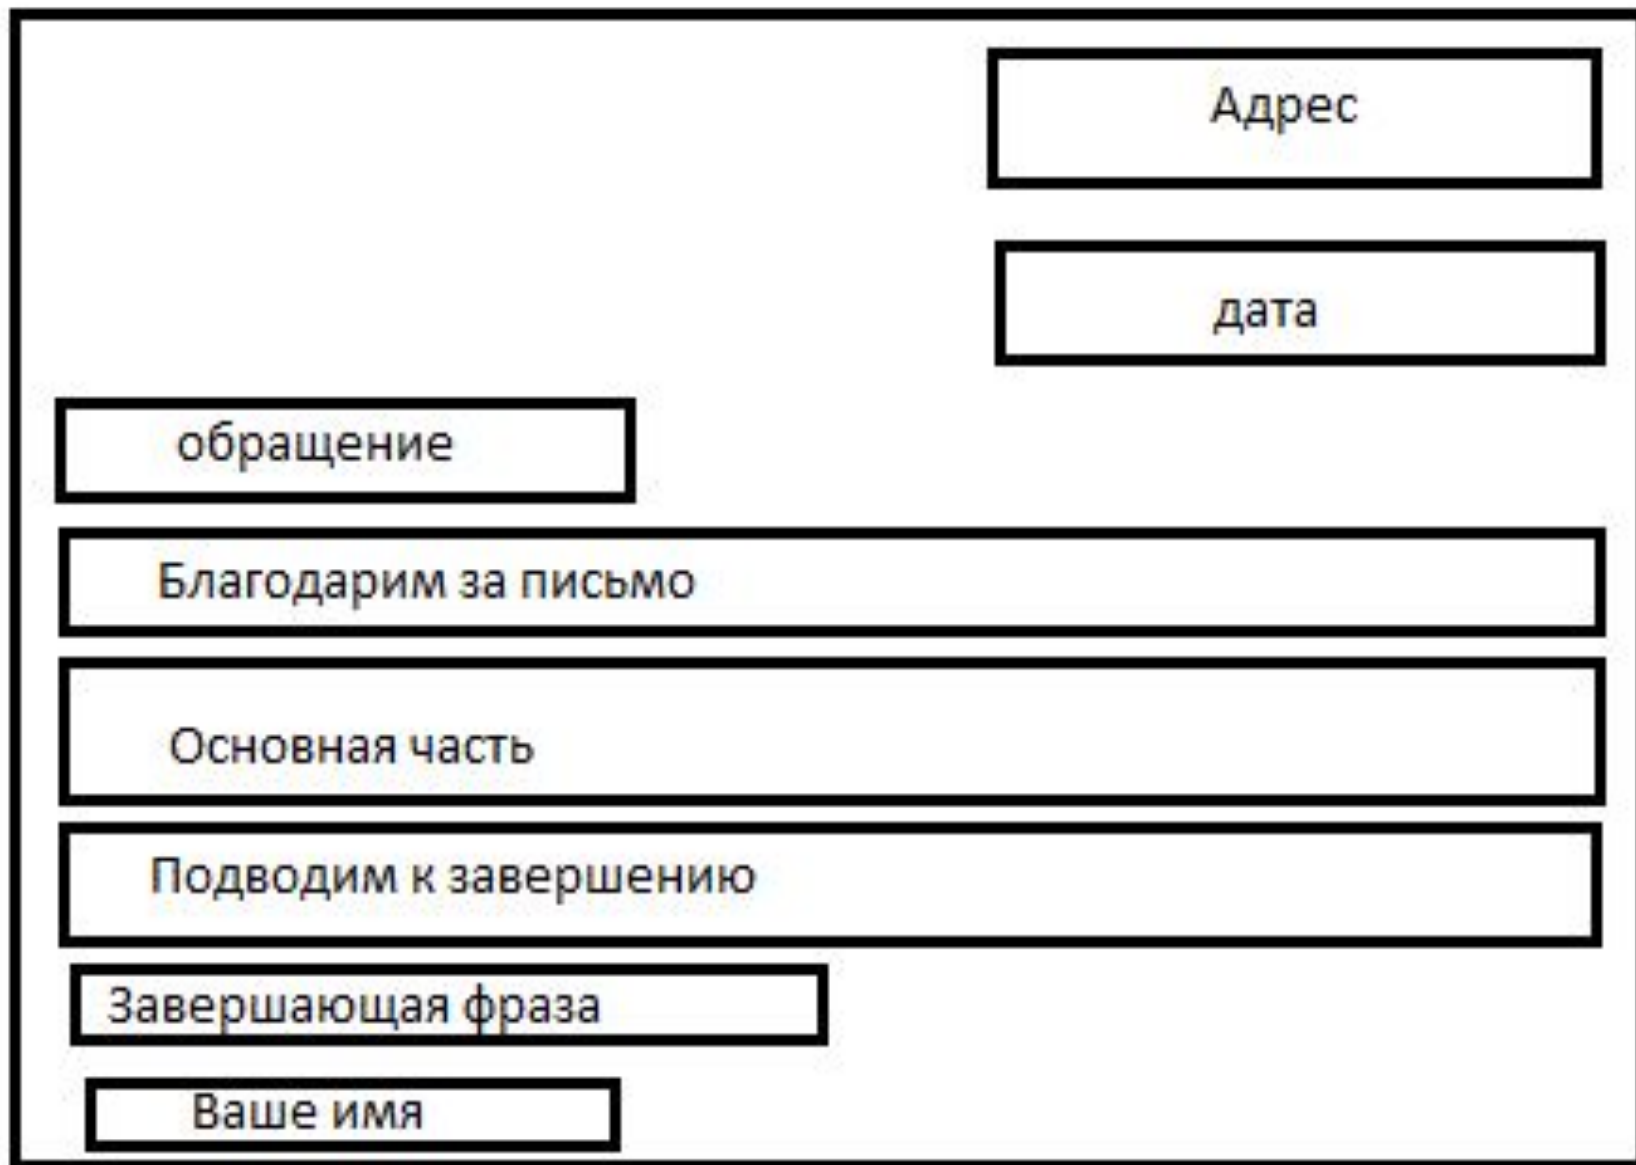 Адрес
дата
обращение
Благодарим за письмо
Основная часть
Подводим к завершению
Завершающая фраза
Ваше имя